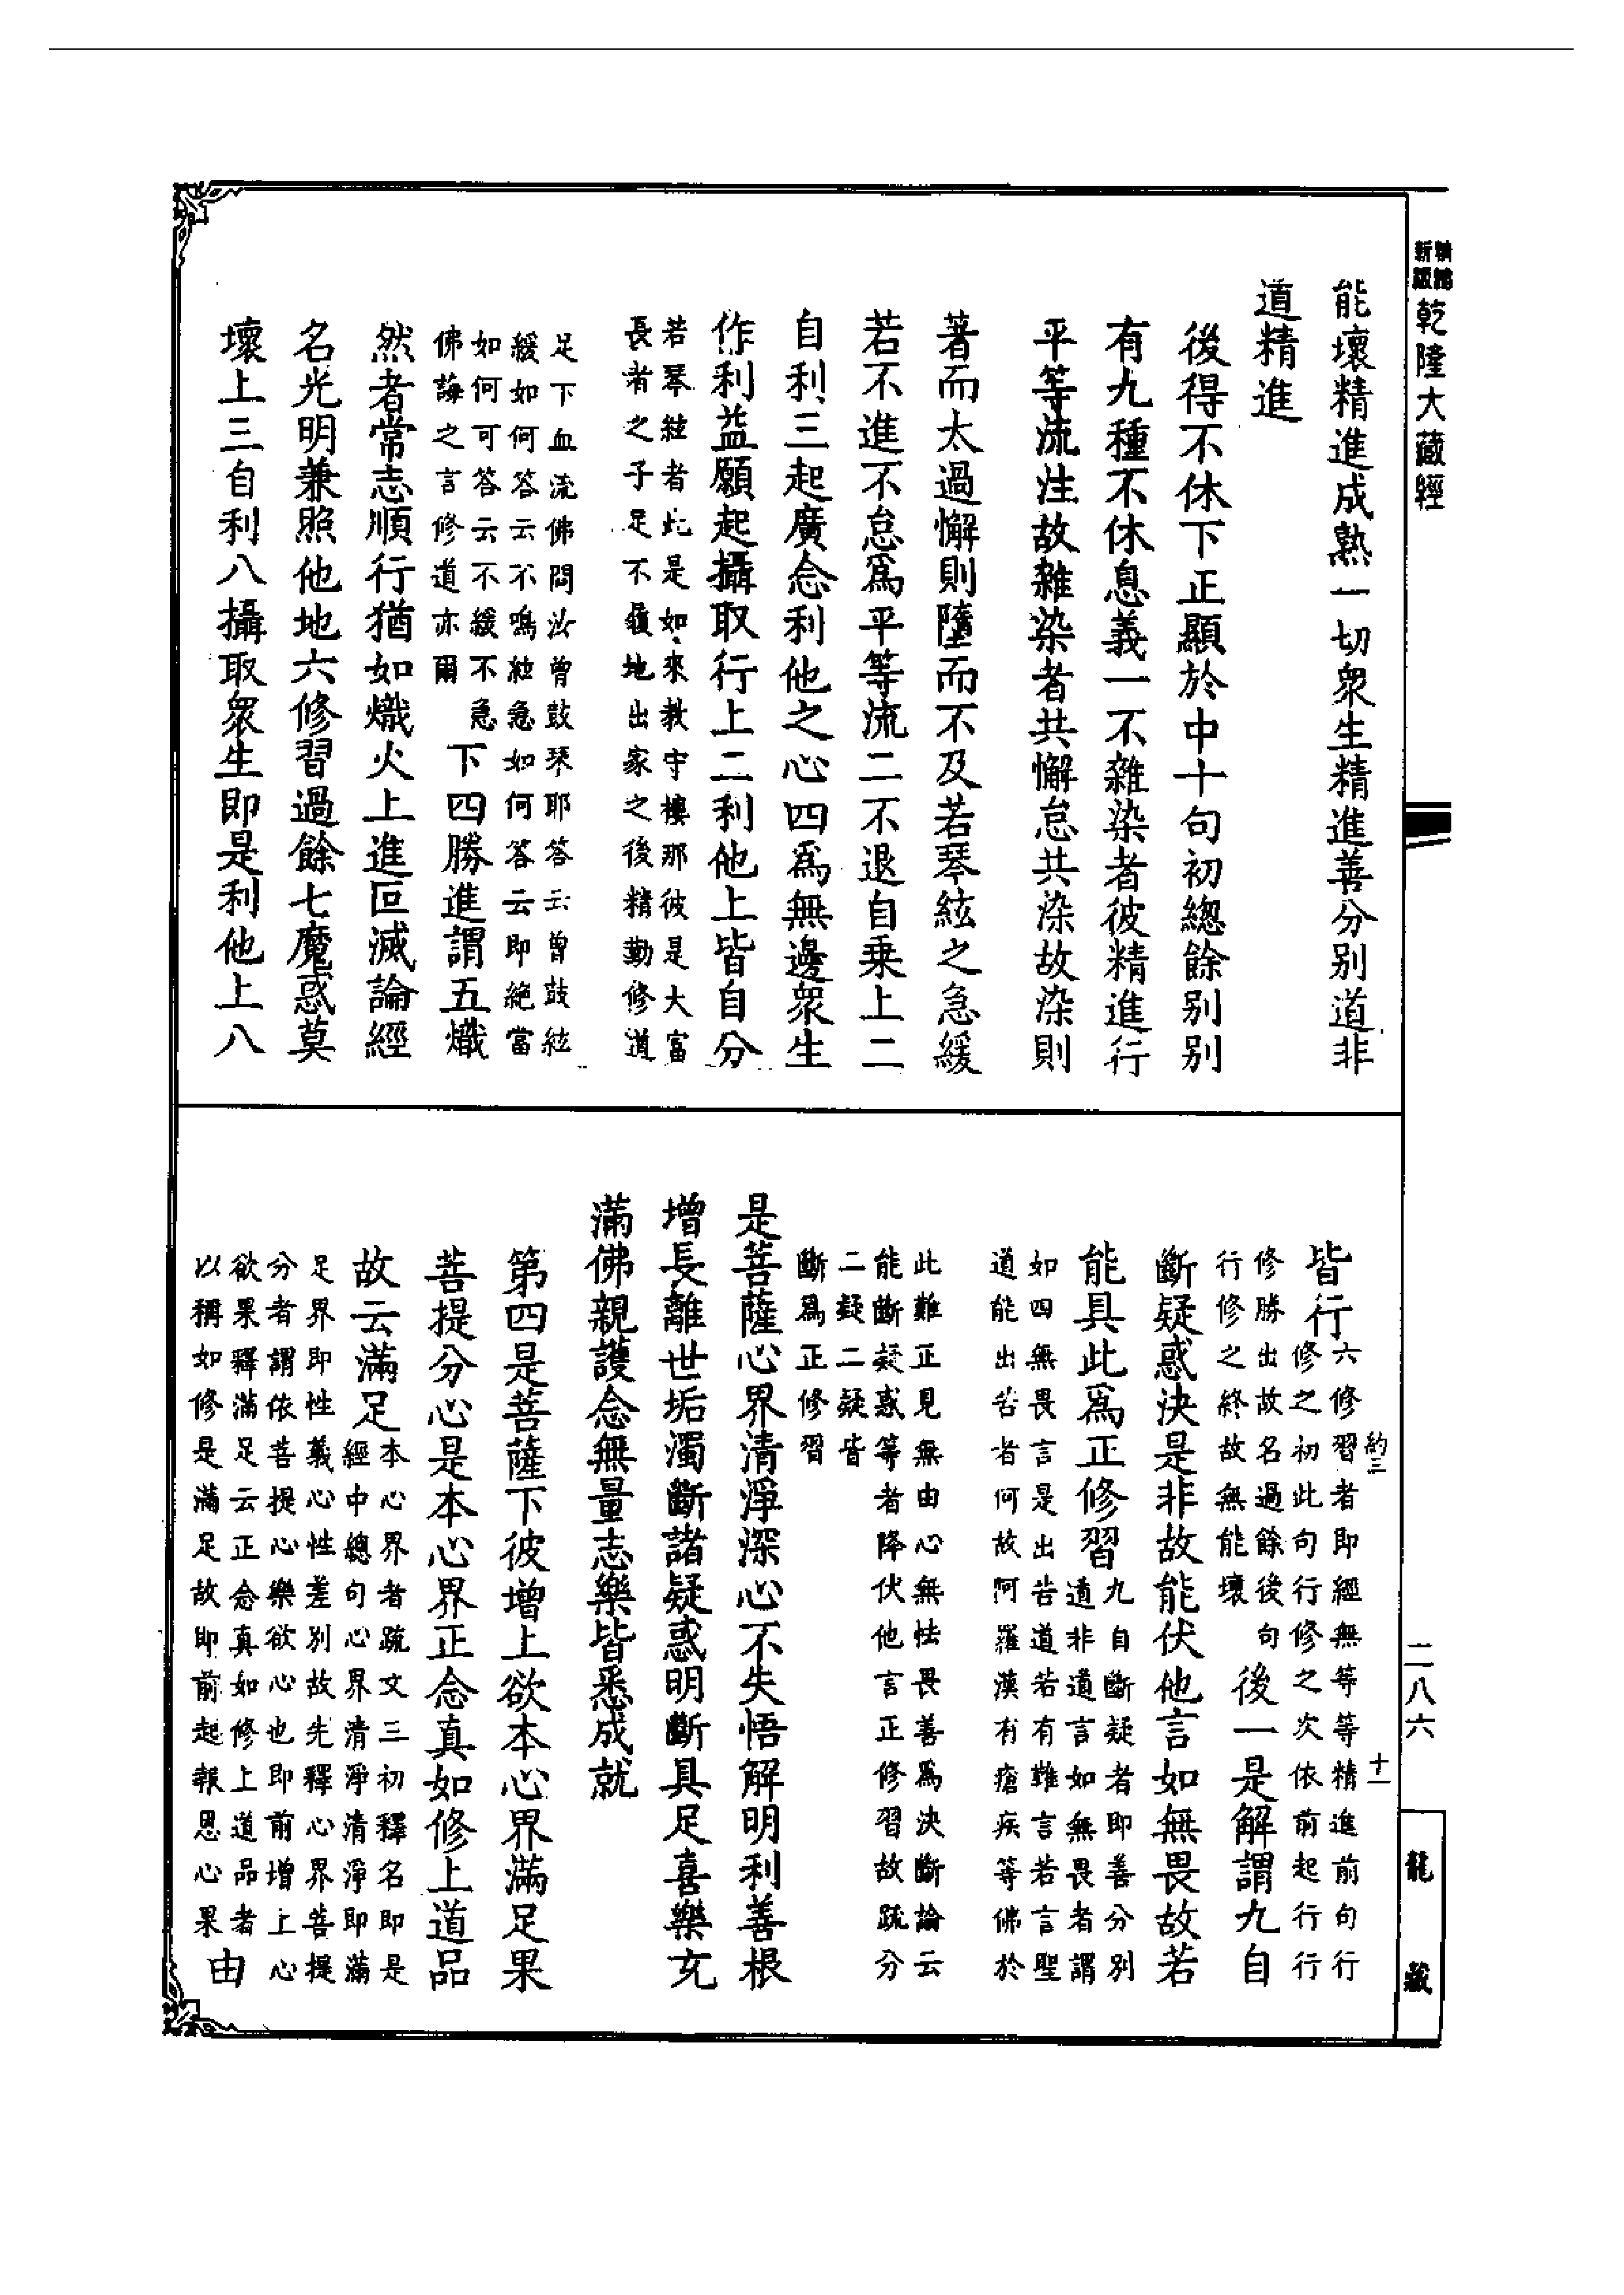 精鐫
新版
乾隆大藏經
能壞精進成熟一切衆生精進善分別道非
道精進
後得不休下正顯於中十句初總餘别别
有九種不休息義一不雜染者彼精進行
平等流注故雜染者共懈怠共染故染則
著而太過懈則墮而不及若琴絃之急緩
若不進不怠爲平等流二不退自乗上二
自利三起廣念利他之心四爲無邊衆生
作利益願起攝取行上二利他上皆自分
若琴絃者此是如來教守樓那彼是大富
長者之子足不履地出家之後精勤修道
足下血流佛問汝曾鼓琴耶答云曾鼓絃
緩如何答云不鳴絃急如何答云即絶當
如何可答云不緩不急
佛誨之言修道亦爾
下四勝進謂五熾
然者常志順行猶如熾火上進叵滅論經
名光明兼照他地六修習過餘七魔惑莫
壞上三自利八攝取衆生即是利他上八
皆行
六修習者即經無等等精進前句行
修之初此句行修之次依前起行行
修勝出故名過餘後句
行修之終故無能壞
後一是解謂九自
斷疑惑決是非故能伏他言如無畏故若
能具此爲正修習
九自斷疑者即善分別
道非道言如無畏者謂
如四無畏言是出苦道若有難言若言聖
道能出苦者何故阿羅漢有瘡疾等佛於
此難正見無由心無怯畏善爲決斷論云
能斷疑惑等者降伏他言正修習故疏分
二疑二疑皆
斷爲正修習
是菩薩心界清淨深心不失悟解明利善根
增長離世垢濁斷諸疑惑明斷具足喜樂充
滿佛親護念無量志樂皆悉成就
第四是菩薩下彼增上欲本心界滿足果
菩提分心是本心界正念真如修上道品
故云滿足
本心界者疏文三初釋名即是
經中總句心界清淨清淨即滿
足界即性義心性差别故先釋心界菩提
分者謂依菩提心樂欲心也即前增上心
欲果釋滿足云正念真如修上道品者
以稱如修是滿足故即前起報恩心果
由
約三
十一
二八六
龍
藏